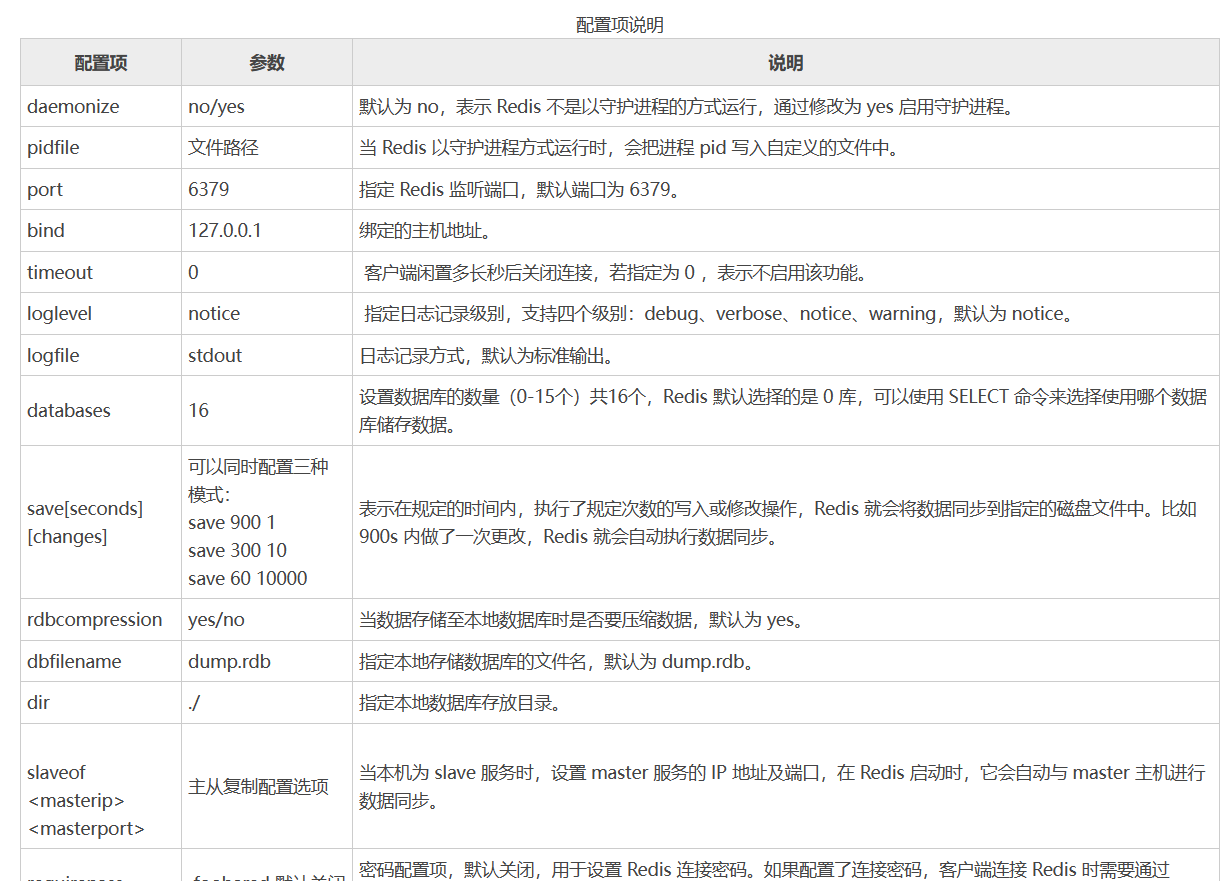 配置项说明
配置项 参数 说明
daemonize no/yes 默认为 no，表示 Redis 不是以守护进程的方式运行，通过修改为 yes 启用守护进程。
pidfile 文件路径 当 Redis 以守护进程方式运行时，会把进程 pid 写入自定义的文件中。
port 6379 指定 Redis 监听端口，默认端口为 6379。
bind 127.0.0.1 绑定的主机地址。
timeout 0 客户端闲置多长秒后关闭连接，若指定为 0 ，表示不启用该功能。
loglevel notice 指定日志记录级别，支持四个级别：debug、verbose、notice、warning，默认为 notice。
logfile stdout 日志记录方式，默认为标准输出。
databases 16 设置数据库的数量（0-15个）共16个，Redis 默认选择的是 0 库，可以使用 SELECT 命令来选择使用哪个数据
库储存数据。
save[seconds]
[changes]
可以同时配置三种
模式：
save 900 1
save 300 10
save 60 10000
表示在规定的时间内，执行了规定次数的写入或修改操作，Redis 就会将数据同步到指定的磁盘文件中。比如
900s 内做了一次更改，Redis 就会自动执行数据同步。
rdbcompression yes/no 当数据存储至本地数据库时是否要压缩数据，默认为 yes。
dbfilename dump.rdb 指定本地存储数据库的文件名，默认为 dump.rdb。
dir ./ 指定本地数据库存放目录。
slaveof
<masterip>
<masterport>
主从复制配置选项
当本机为 slave 服务时，设置 master 服务的 IP 地址及端口，在 Redis 启动时，它会自动与 master 主机进行
数据同步。
密码配置项，默认关闭，用于设置 Redis 连接密码。如果配置了连接密码，客户端连接 Redis 时需要通过